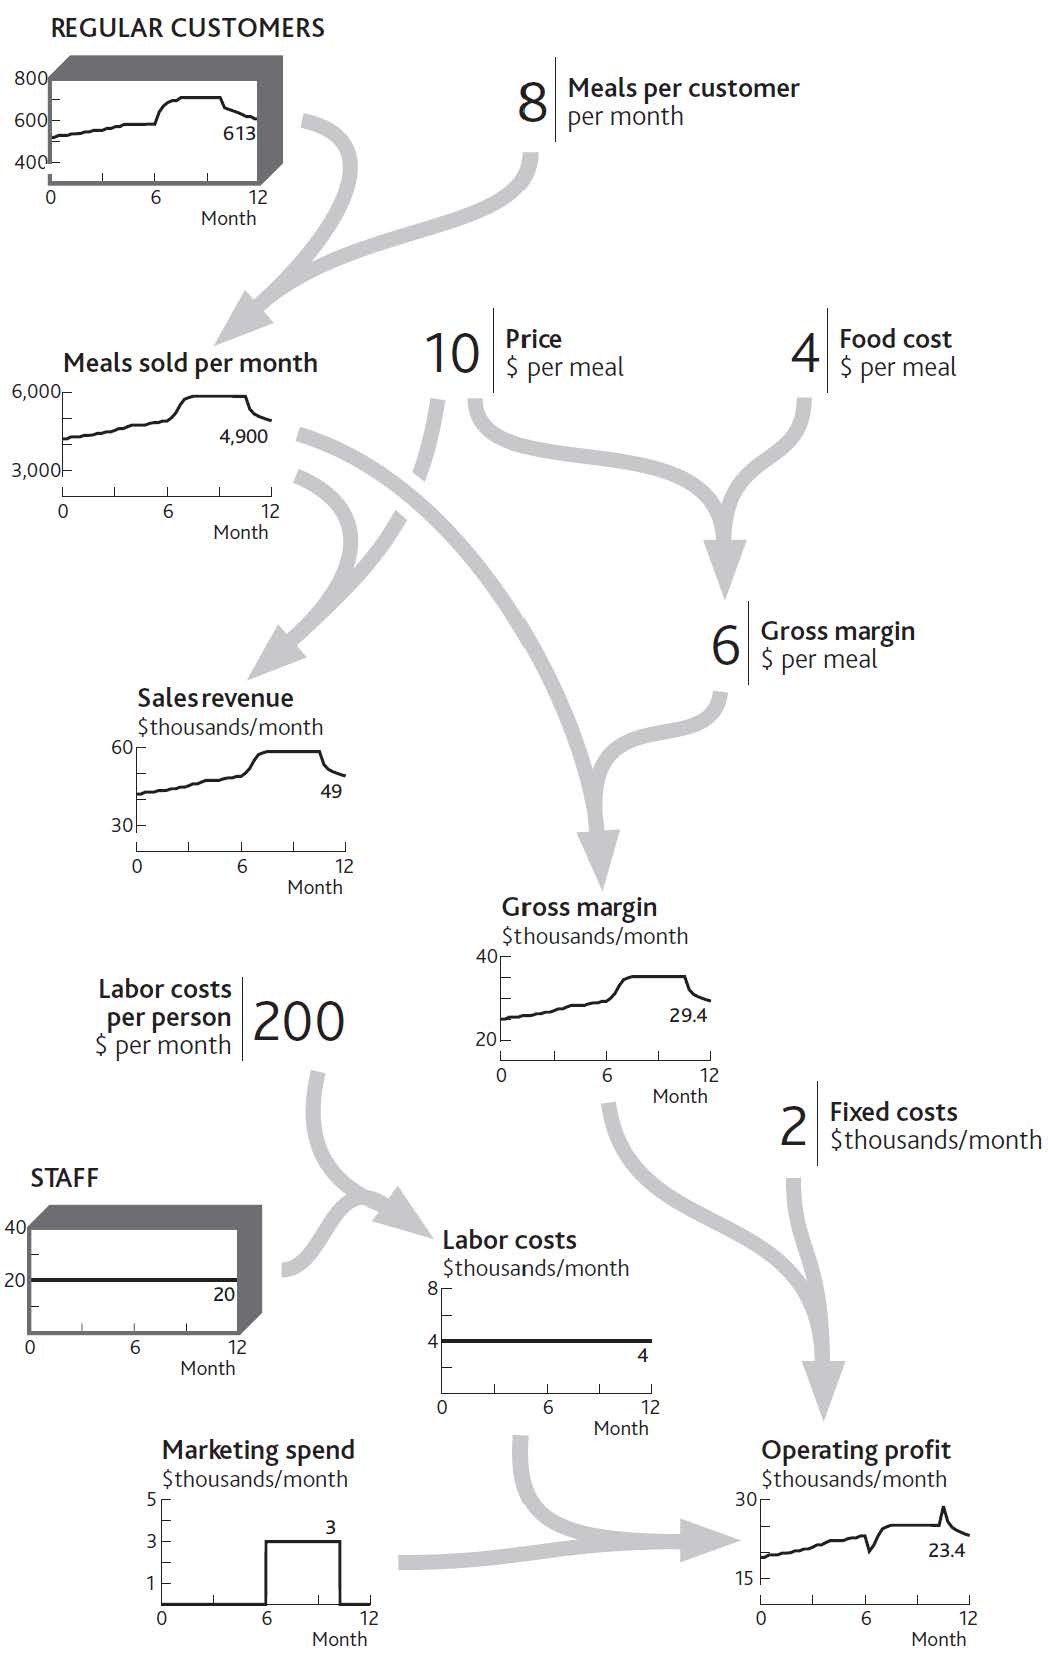 REGULAR CUSTOMERS
800
600
400
613
0 6 12
Month
8
Meals per customer
per month
Meals sold per month
6,000
3,000
4,900
0 6 12
Month
10
Price
$ per meal
4
Food cost
$ per meal
6
Gross margin
$ per meal
Sales revenue
$thousands/month
60
30
49
0 6 12
Month
Gross margin
$thousands/month
40
20
29.4
0 6 12
Month
Labor costs
per person
$ per month
200
2
Fixed costs
$thousands/month
STAFF
40
20
20
0 6 12
Month
Labor costs
$thousands/month
8
4
4
0 6 12
Month
Marketing spend
$thousands/month
5
3
1
3
0 6 12
Month
Operating profit
$thousands/month
30
15
23.4
0 6 12
Month